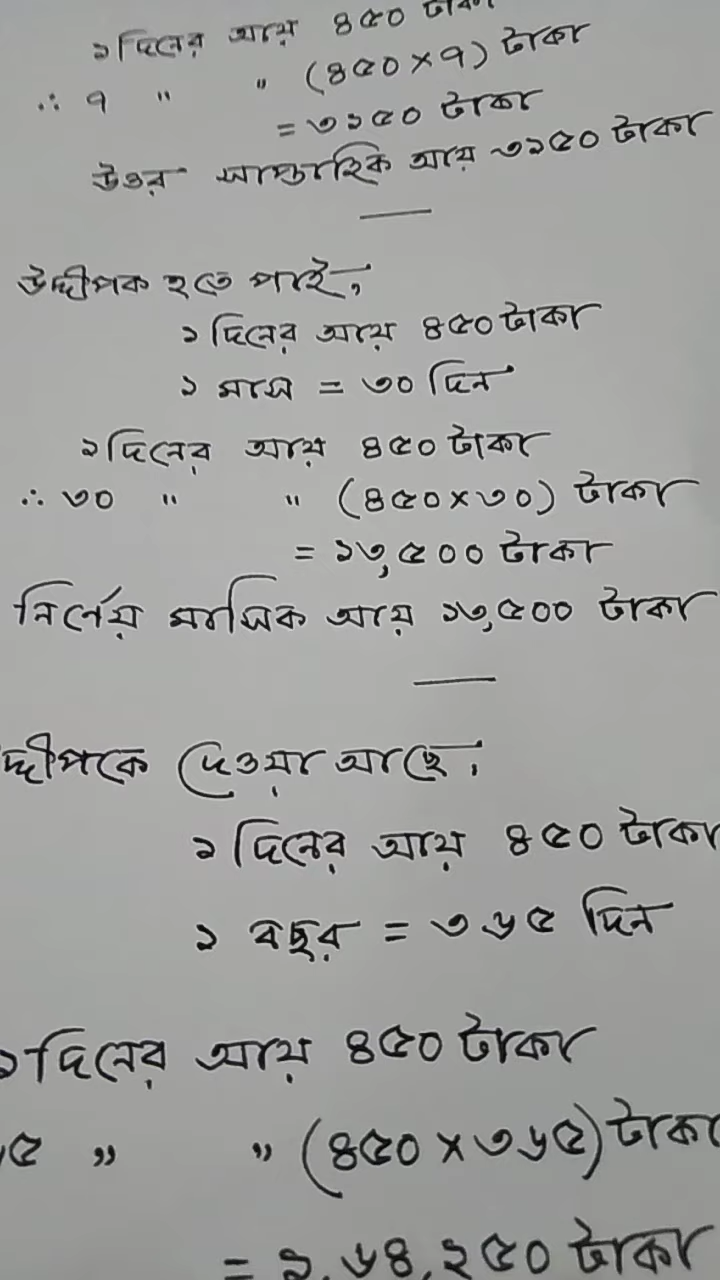 ১ দিনের আয় ৪৫০ টাকা
∴ ৭ " " (৪৫০×৭) টাকা
= ৩১৫০ টাকা
উত্তর সাপ্তাহিক আয় ৩১৫০ টাকা
উদ্দীপক হতে পাই,
১ দিনের আয় ৪৫০ টাকা
১ মাস = ৩০ দিন
১ দিনের আয় ৪৫০ টাকা
∴ ৩০ " " (৪৫০×৩০) টাকা
= ১৩,৫০০ টাকা
নির্ণেয় মাসিক আয় ১৩,৫০০ টাকা
দ্দীপকে দেওয়া আছে,
১ দিনের আয় ৪৫০ টাকা
১ বছর = ৩৬৫ দিন
১ দিনের আয় ৪৫০ টাকা
৬৫ " " (৪৫০×৩৬৫) টাকা
= ১,৬৪,২৫০ টাকা